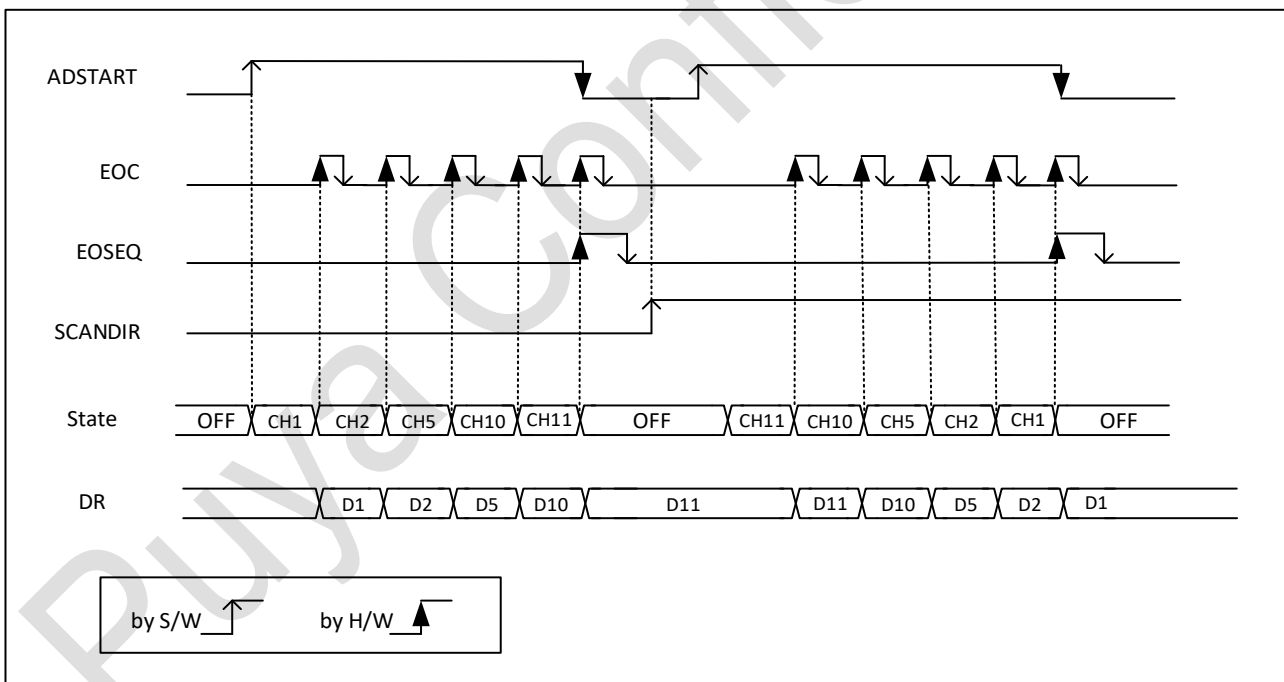 ADSTART
EOC
EOSEQ
SCANDIR
State OFF CH1 CH2 CH5 CH10 CH11 OFF CH11 CH10 CH5 CH2 CH1 OFF
DR D1 D2 D5 D10 D11 D11 D10 D5 D2 D1
by S/W by H/W
Puya Confi